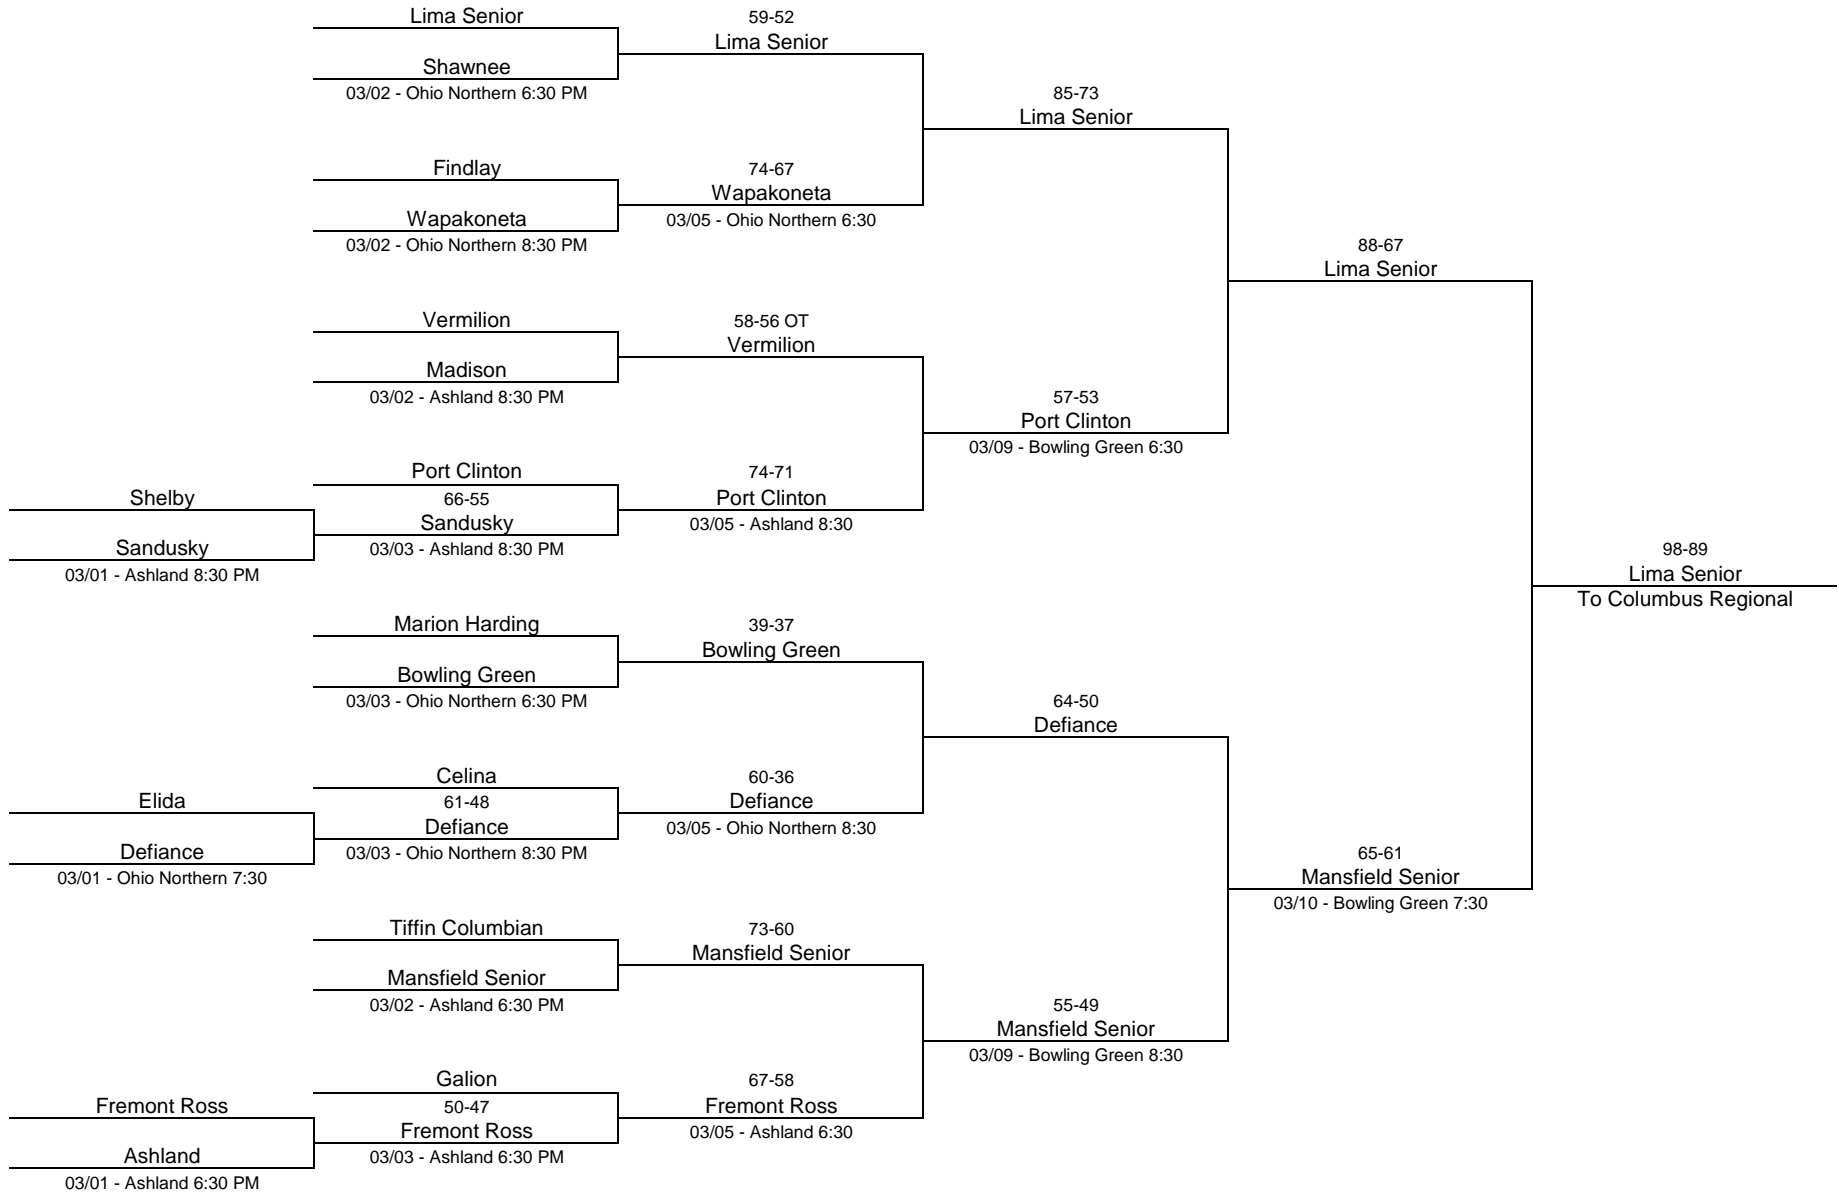 Lima Senior
59-52
Lima Senior
Shawnee
03/02 - Ohio Northern 6:30 PM
85-73
Lima Senior
Findlay
74-67
Wapakoneta
Wapakoneta
03/05 - Ohio Northern 6:30
03/02 - Ohio Northern 8:30 PM
88-67
Lima Senior
Vermilion
58-56 OT
Vermilion
Madison
03/02 - Ashland 8:30 PM
57-53
Port Clinton
03/09 - Bowling Green 6:30
Port Clinton
74-71
Shelby
66-55
Port Clinton
Sandusky
03/05 - Ashland 8:30
Sandusky
03/03 - Ashland 8:30 PM
03/01 - Ashland 8:30 PM
98-89
Lima Senior
To Columbus Regional
Marion Harding
39-37
Bowling Green
Bowling Green
03/03 - Ohio Northern 6:30 PM
64-50
Defiance
Celina
60-36
Elida
61-48
Defiance
Defiance
03/05 - Ohio Northern 8:30
Defiance
03/03 - Ohio Northern 8:30 PM
03/01 - Ohio Northern 7:30
65-61
Mansfield Senior
03/10 - Bowling Green 7:30
Tiffin Columbian
73-60
Mansfield Senior
Mansfield Senior
03/02 - Ashland 6:30 PM
55-49
Mansfield Senior
03/09 - Bowling Green 8:30
Galion
67-58
Fremont Ross
50-47
Fremont Ross
Fremont Ross
03/05 - Ashland 6:30
Ashland
03/03 - Ashland 6:30 PM
03/01 - Ashland 6:30 PM